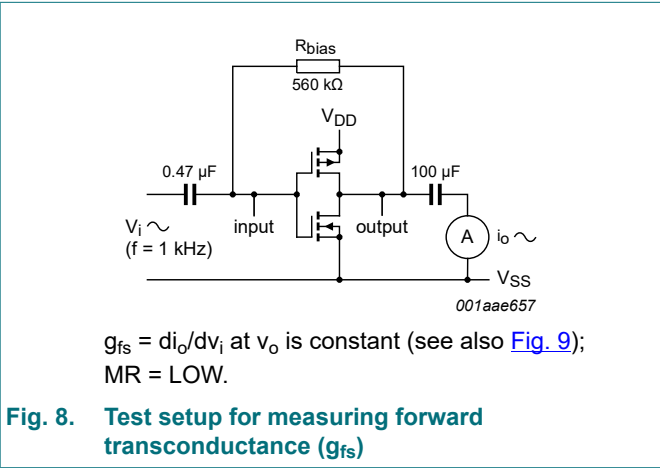 Rbias
560 kΩ
VDD
0.47 µF
100 µF
Vi
(f = 1 kHz)
input
output
A
io
VSS
001aae657
gfs = dio/dvi at vo is constant (see also Fig. 9);
MR = LOW.
Fig. 8. Test setup for measuring forward
transconductance (gfs)